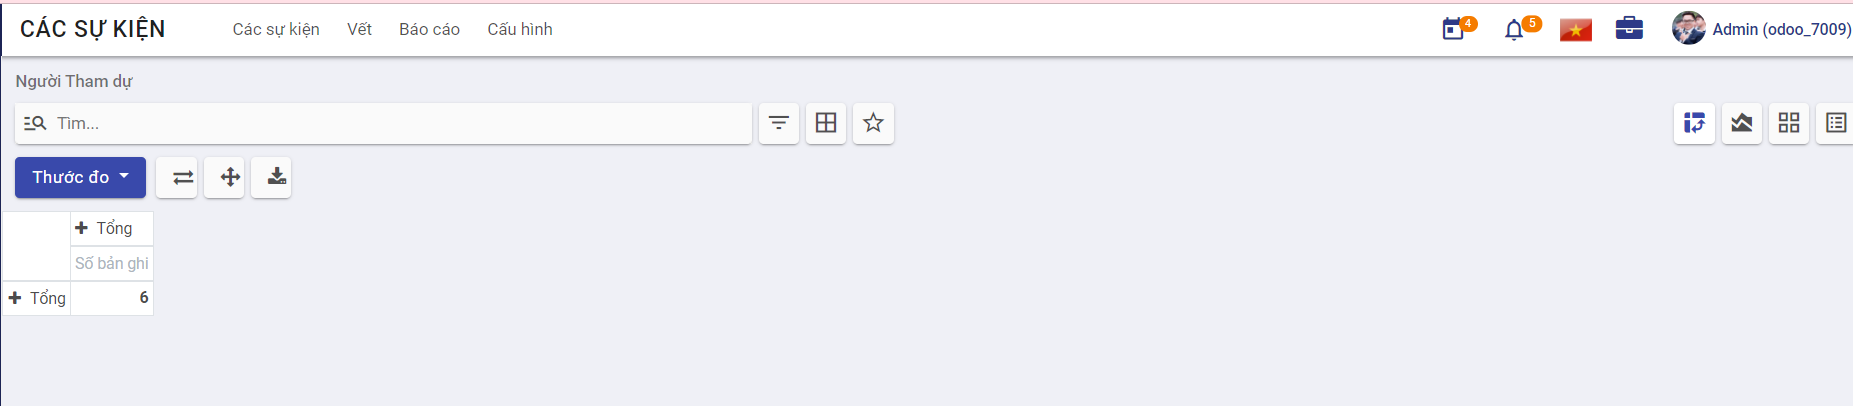 CÁC SỰ KIỆN Các sự kiện Vết Báo cáo Cấu hình 4 5 Admin (odoo_7009)
Người Tham dự
Tìm...
Thước đo
Tổng
Số bản ghi
Tổng 6